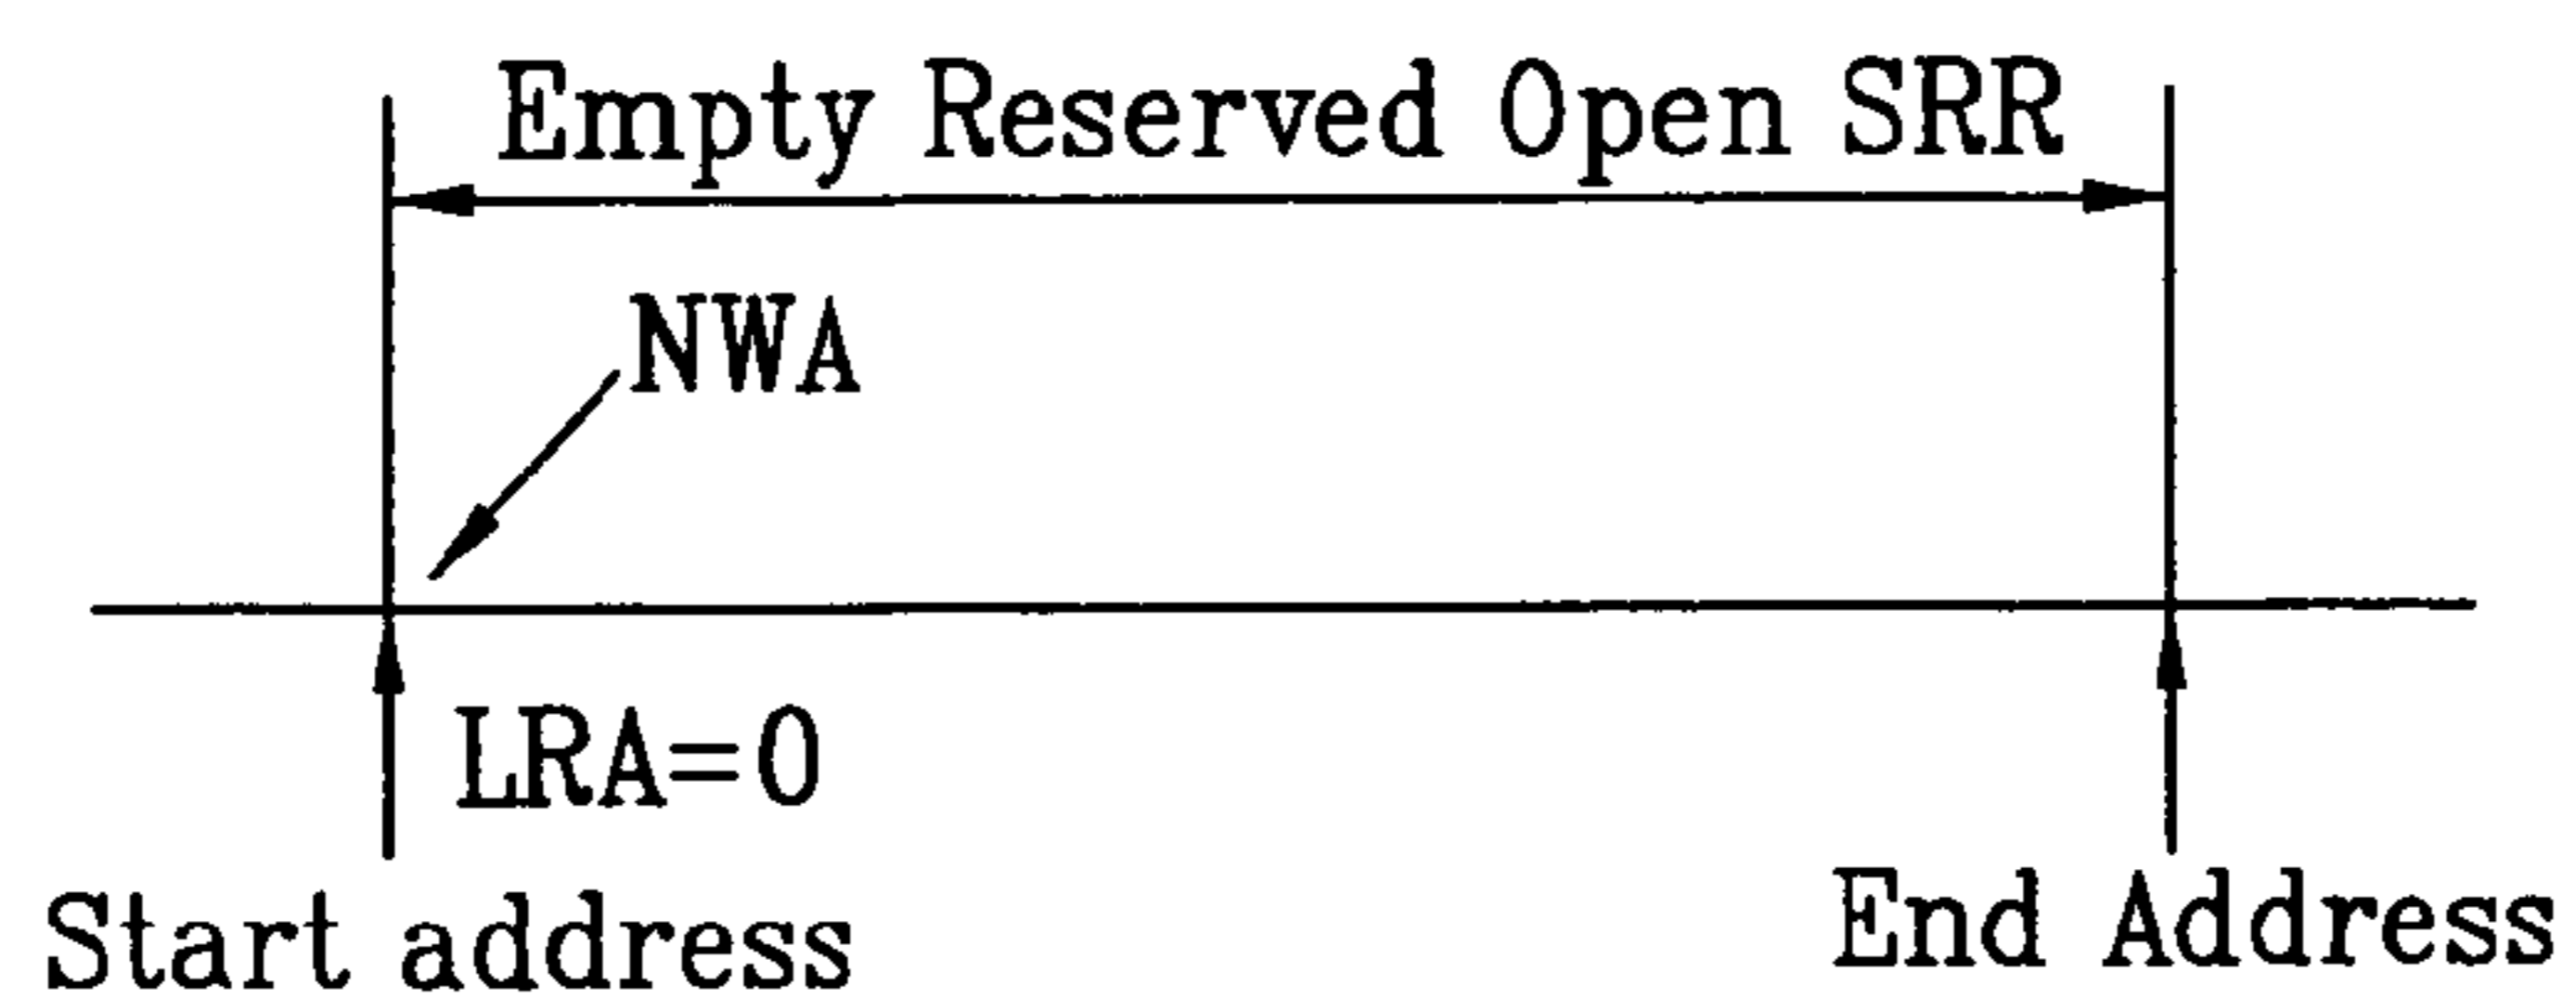 Empty Reserved Open SRR
NWA
LRA=0
Start address
End Address